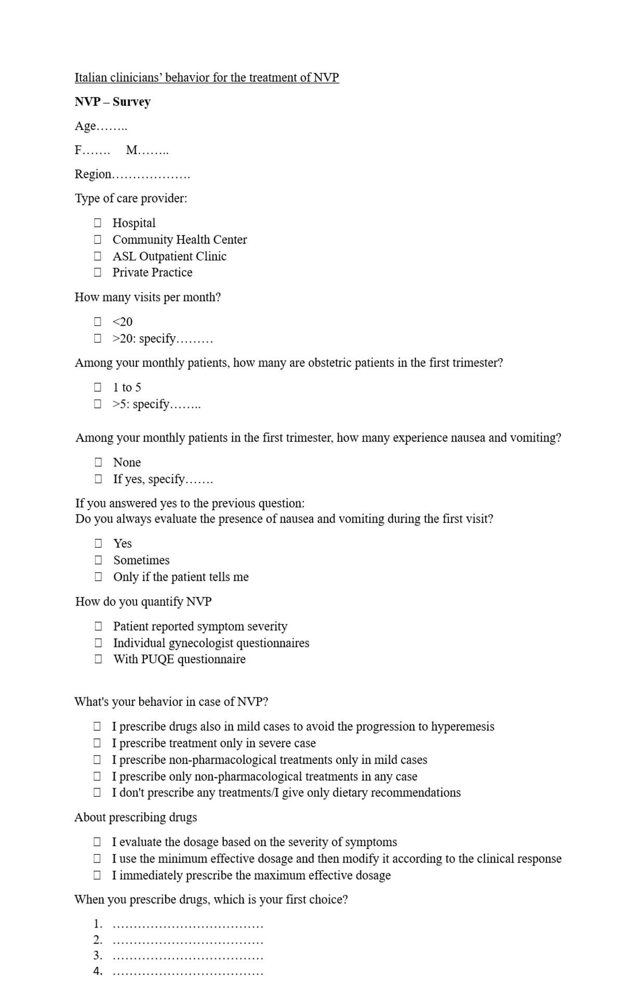 Italian clinicians’ behavior for the treatment of NVP
NVP – Survey
Age……..
F……. M……..
Region……………….
Type of care provider:
☐ Hospital
☐ Community Health Center
☐ ASL Outpatient Clinic
☐ Private Practice
How many visits per month?
☐ <20
☐ >20: specify………
Among your monthly patients, how many are obstetric patients in the first trimester?
☐ 1 to 5
☐ >5: specify……..
Among your monthly patients in the first trimester, how many experience nausea and vomiting?
☐ None
☐ If yes, specify…….
If you answered yes to the previous question:
Do you always evaluate the presence of nausea and vomiting during the first visit?
☐ Yes
☐ Sometimes
☐ Only if the patient tells me
How do you quantify NVP
☐ Patient reported symptom severity
☐ Individual gynecologist questionnaires
☐ With PUQE questionnaire
What's your behavior in case of NVP?
☐ I prescribe drugs also in mild cases to avoid the progression to hyperemesis
☐ I prescribe treatment only in severe case
☐ I prescribe non-pharmacological treatments only in mild cases
☐ I prescribe only non-pharmacological treatments in any case
☐ I don't prescribe any treatments/I give only dietary recommendations
About prescribing drugs
☐ I evaluate the dosage based on the severity of symptoms
☐ I use the minimum effective dosage and then modify it according to the clinical response
☐ I immediately prescribe the maximum effective dosage
When you prescribe drugs, which is your first choice?
1. ………………………………
2. ………………………………
3. ………………………………
4. ………………………………